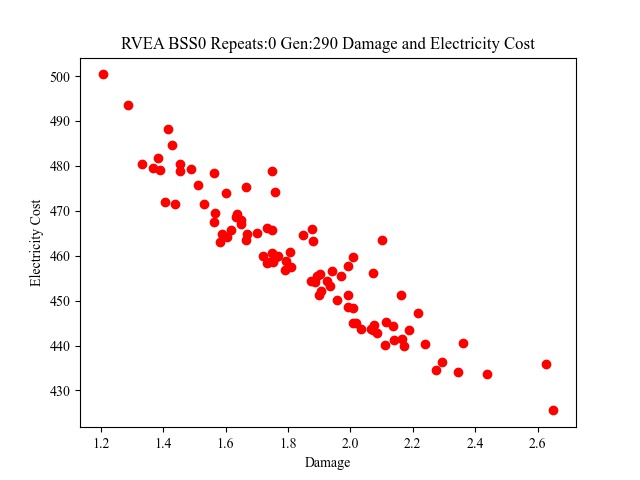 RVEA BSS0 Repeats:0 Gen:290 Damage and Electricity Cost
500
490
480
470
460
450
440
430
Electricity Cost
1.2 1.4 1.6 1.8 2.0 2.2 2.4 2.6
Damage